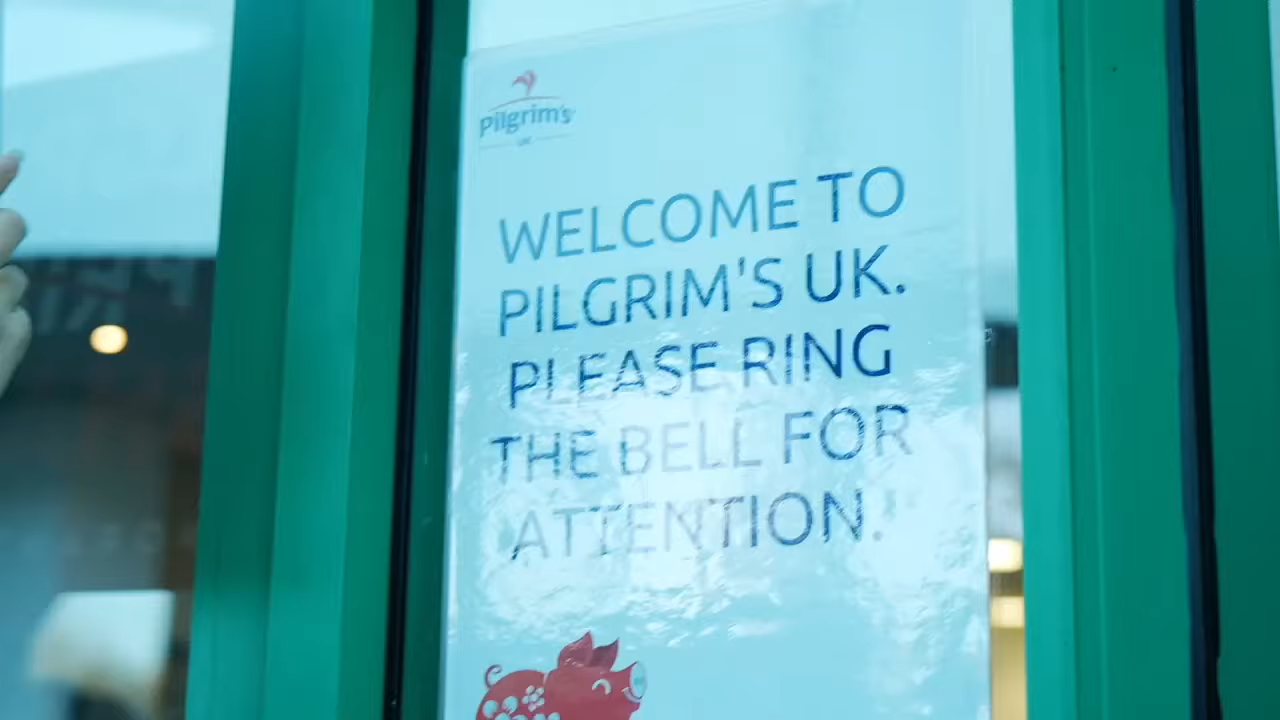 Pilgrim's
UK
WELCOME TO
PILGRIM'S UK.
PLEASE RING
THE BELL FOR
ATTENTION.